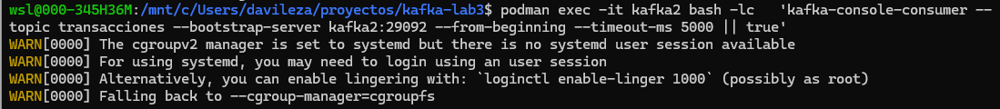 wsl@0000-345H36M:/mnt/c/Users/davileza/proyectos/kafka-lab3$ podman exec -it kafka2 bash -lc   'kafka-console-consumer --
topic transacciones --bootstrap-server kafka2:29092 --from-beginning --timeout-ms 5000 || true'
WARN[0000] The cgroupv2 manager is set to systemd but there is no systemd user session available
WARN[0000] For using systemd, you may need to login using an user session
WARN[0000] Alternatively, you can enable lingering with: `loginctl enable-linger 1000` (possibly as root)
WARN[0000] Falling back to --cgroup-manager=cgroupfs